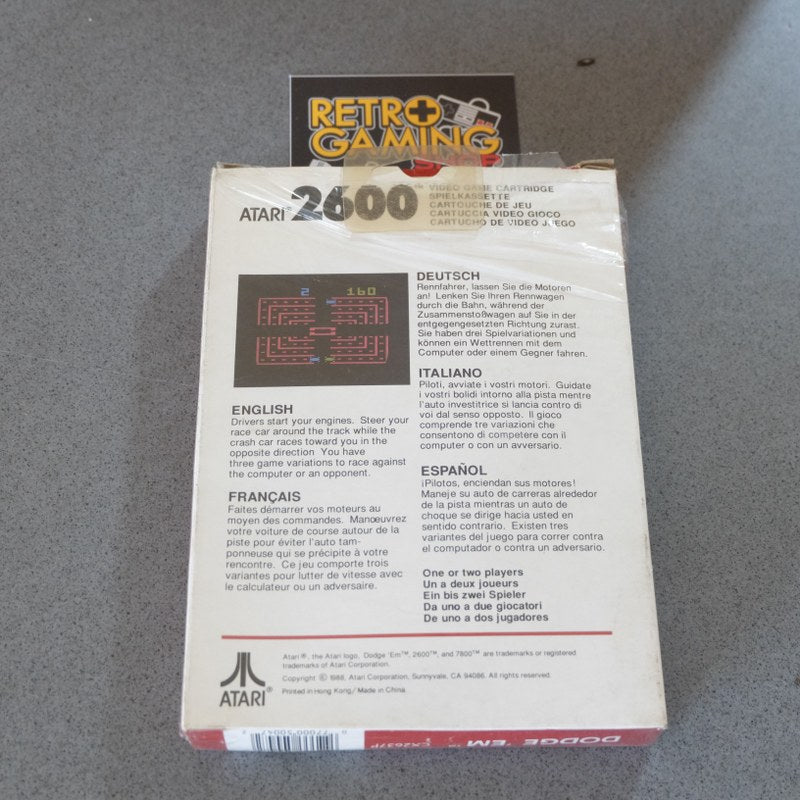 RETRO
GAMING
ATARI® 2600™
VIDEO GAME CARTRIDGE
SPIELKASSETTE
CARTOUCHE DE JEU
CARTUCCIA VIDEO GIOCO
CARTUCHO DE VIDEO JUEGO
2 160
ENGLISH
Drivers start your engines. Steer your
race car around the track while the
crash car races toward you in the
opposite direction You have
three game variations to race against
the computer or an opponent.
FRANÇAIS
Faites démarrer vos moteurs au
moyen des commandes. Manœuvrez
votre voiture de course autour de la
piste pour éviter l'auto tam-
ponneuse qui se précipite à votre
rencontre. Ce jeu comporte trois
variantes pour lutter de vitesse avec
le calculateur ou un adversaire.
DEUTSCH
Rennfahrer, lassen Sie die Motoren
an! Lenken Sie Ihren Rennwagen
durch die Bahn, während der
Zusammenstoßwagen auf Sie in der
entgegengesetzten Richtung zurast.
Sie haben drei Spielvariationen und
können ein Wettrennen mit dem
Computer oder einem Gegner fahren.
ITALIANO
Piloti, avviate i vostri motori. Guidate
i vostri bolidi intorno alla pista mentre
l'auto investitrice si lancia contro di
voi dal senso opposto. Il gioco
comprende tre variazioni che
consentono di competere con il
computer o con un avversario.
ESPAÑOL
¡Pilotos, enciendan sus motores!
Maneje su auto de carreras alrededor
de la pista mientras un auto de
choque se dirige hacia usted en
sentido contrario. Existen tres
variantes del juego para correr contra
el computador o contra un adversario.
One or two players
Un a deux joueurs
Ein bis zwei Spieler
Da uno a due giocatori
De uno a dos jugadores
ATARI®
Atari®, the Atari logo, Dodge 'Em™, 2600™, and 7800™ are trademarks or registered
trademarks of Atari Corporation.
Copyright © 1988, Atari Corporation, Sunnyvale, CA 94086. All rights reserved.
Printed in Hong Kong/Made in China
DODGE 'EM™
CX2637P
0 77000 50047 2